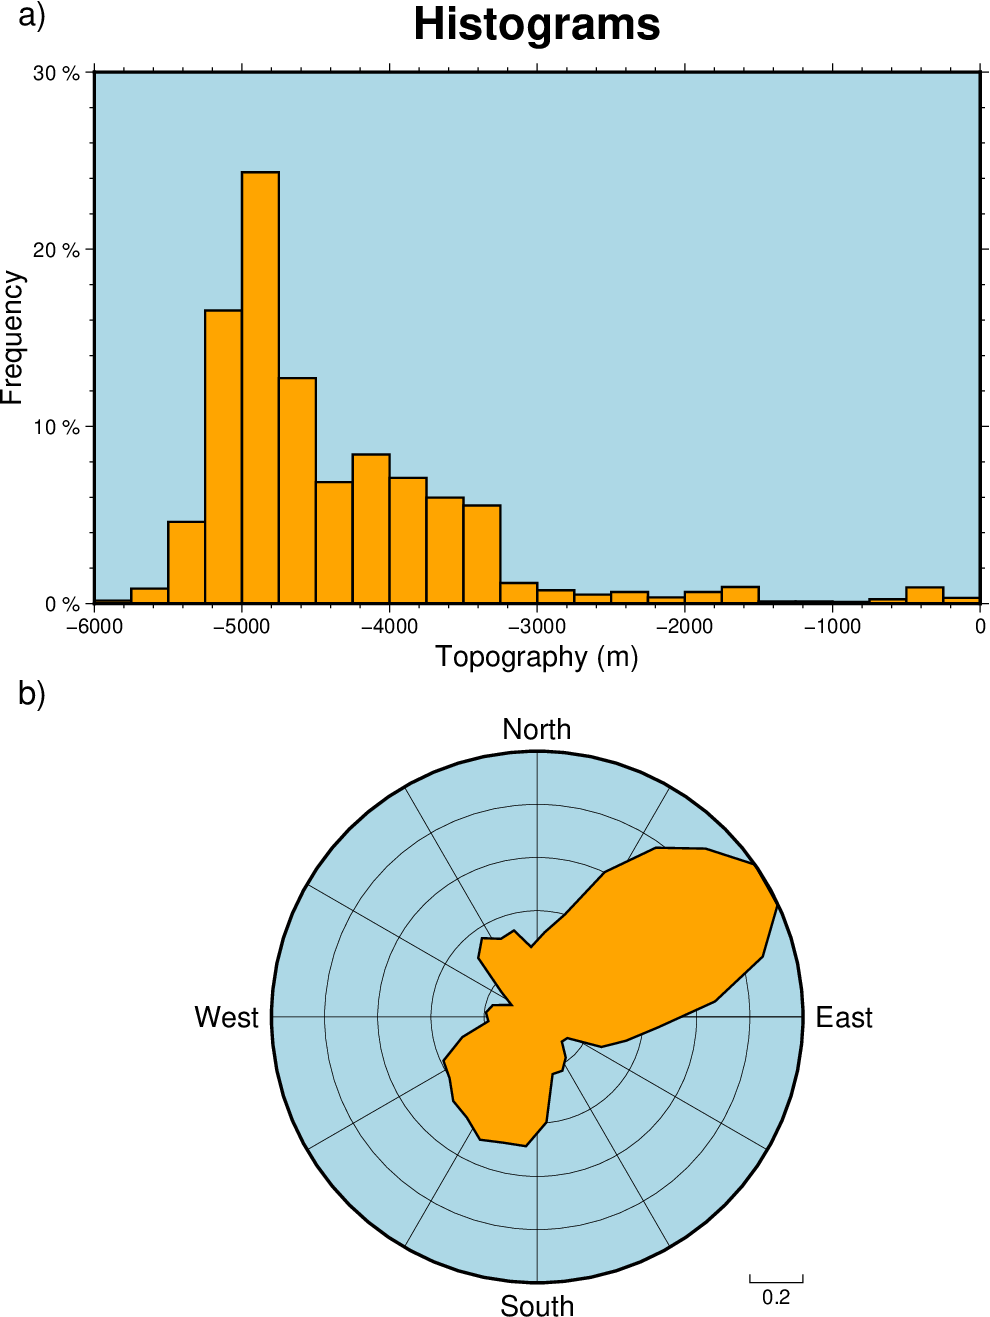 a)
Histograms
30 %
20 %
10 %
0 %
Frequency
−6000 −5000 −4000 −3000 −2000 −1000 0
Topography (m)
b)
North
West
East
South
0.2